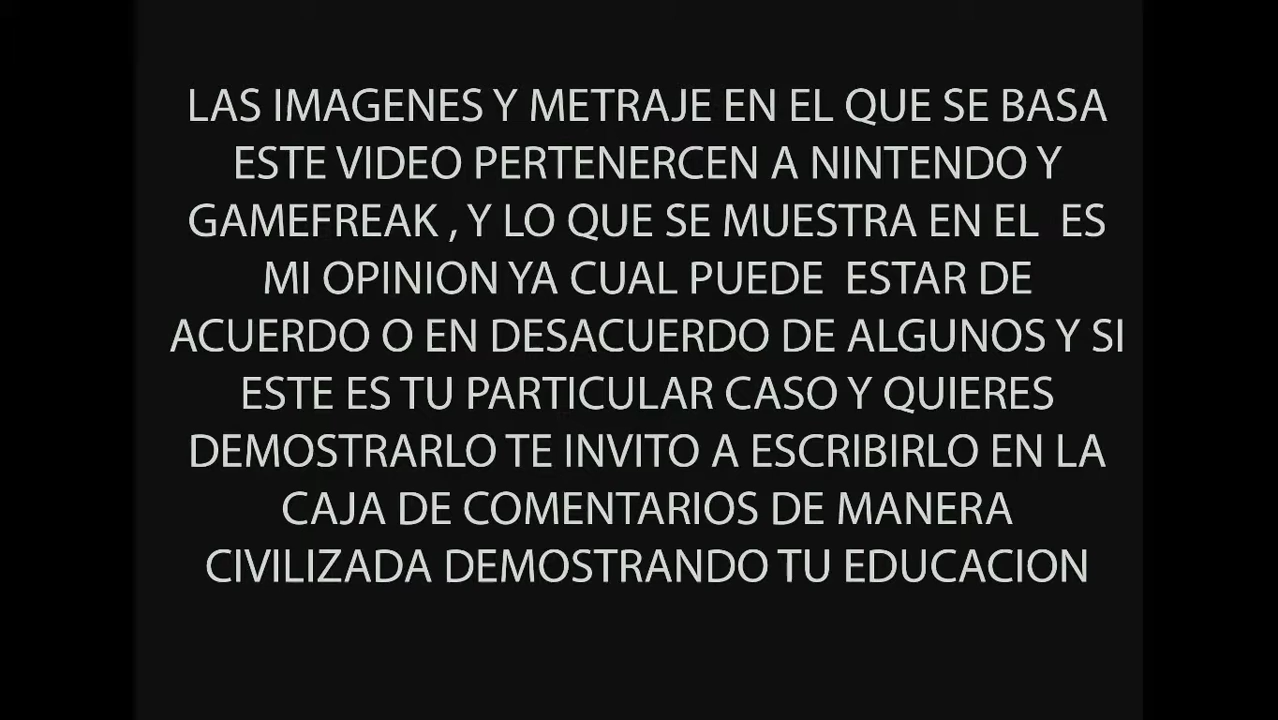 LAS IMAGENES Y METRAJE EN EL QUE SE BASA
ESTE VIDEO PERTENERCEN A NINTENDO Y
GAMEFREAK , Y LO QUE SE MUESTRA EN EL  ES
MI OPINION YA CUAL PUEDE  ESTAR DE
ACUERDO O EN DESACUERDO DE ALGUNOS Y SI
ESTE ES TU PARTICULAR CASO Y QUIERES
DEMOSTRARLO TE INVITO A ESCRIBIRLO EN LA
CAJA DE COMENTARIOS DE MANERA
CIVILIZADA DEMOSTRANDO TU EDUCACION